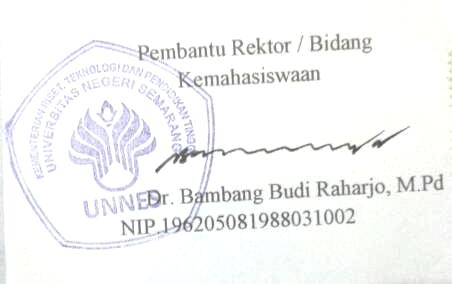 Pembantu Rektor / Bidang
Kemahasiswaan
KEMENTERIAN RISET, TEKNOLOGI DAN PENDIDIKAN TINGGI
UNIVERSITAS NEGERI SEMARANG
UNNES
Dr. Bambang Budi Raharjo, M.Pd
NIP.196205081988031002